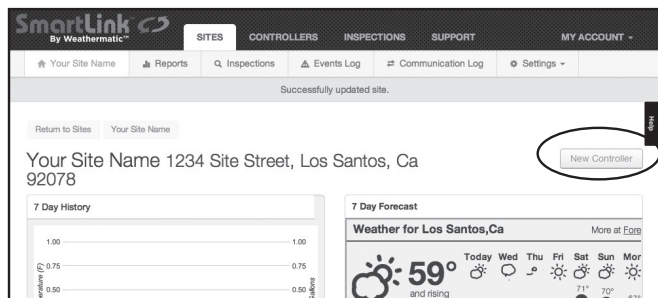 SmartLink™
By Weathermatic™
SITES CONTROLLERS INSPECTIONS SUPPORT MY ACCOUNT
Your Site Name Reports Inspections Events Log Communication Log Settings
Successfully updated site.
Help
Return to Sites Your Site Name
Your Site Name 1234 Site Street, Los Santos, Ca
92078
New Controller
7 Day History
1.00 1.00
0.75 0.75
0.50 0.50
(F)
7 Day Forecast
Weather for Los Santos,Ca More at Fore
Today Wed Thu Fri Sat Sun Mon
59°
and rising
71° 70° 67°